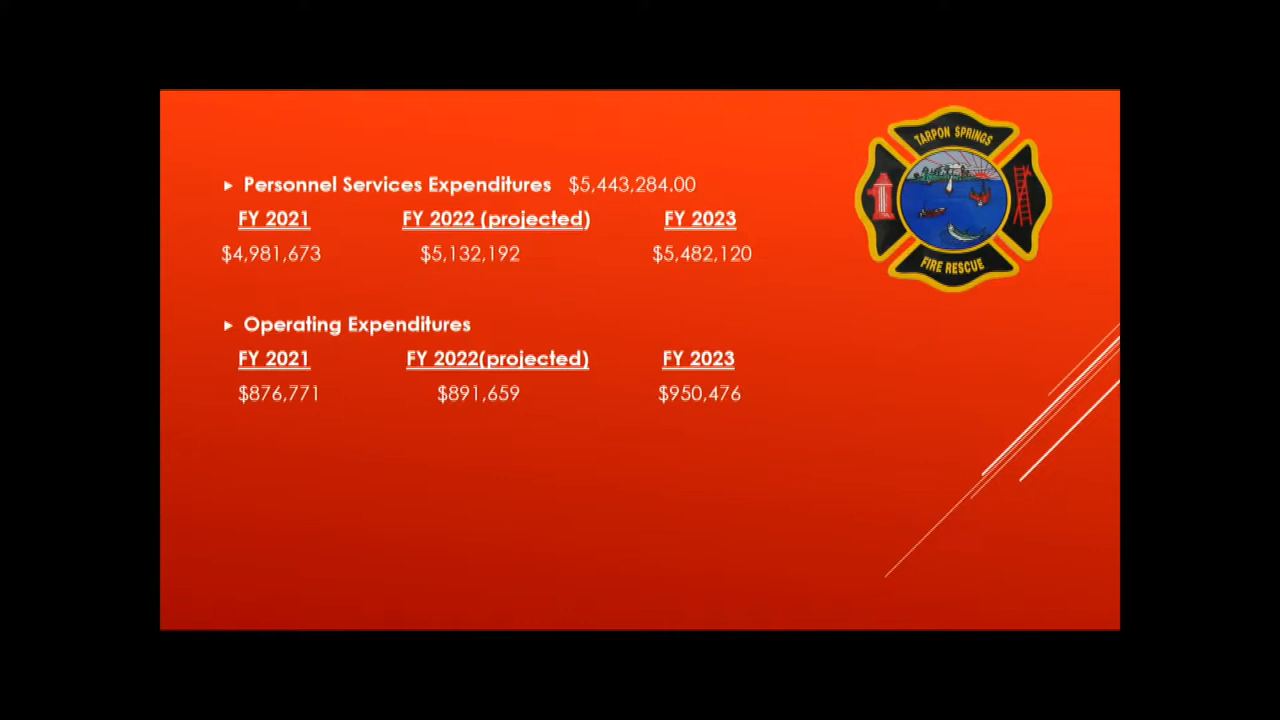 TARPON SPRINGS
FIRE RESCUE
Personnel Services Expenditures $5,443,284.00
FY 2021 FY 2022 (projected) FY 2023
$4,981,673 $5,132,192 $5,482,120
Operating Expenditures
FY 2021 FY 2022(projected) FY 2023
$876,771 $891,659 $950,476